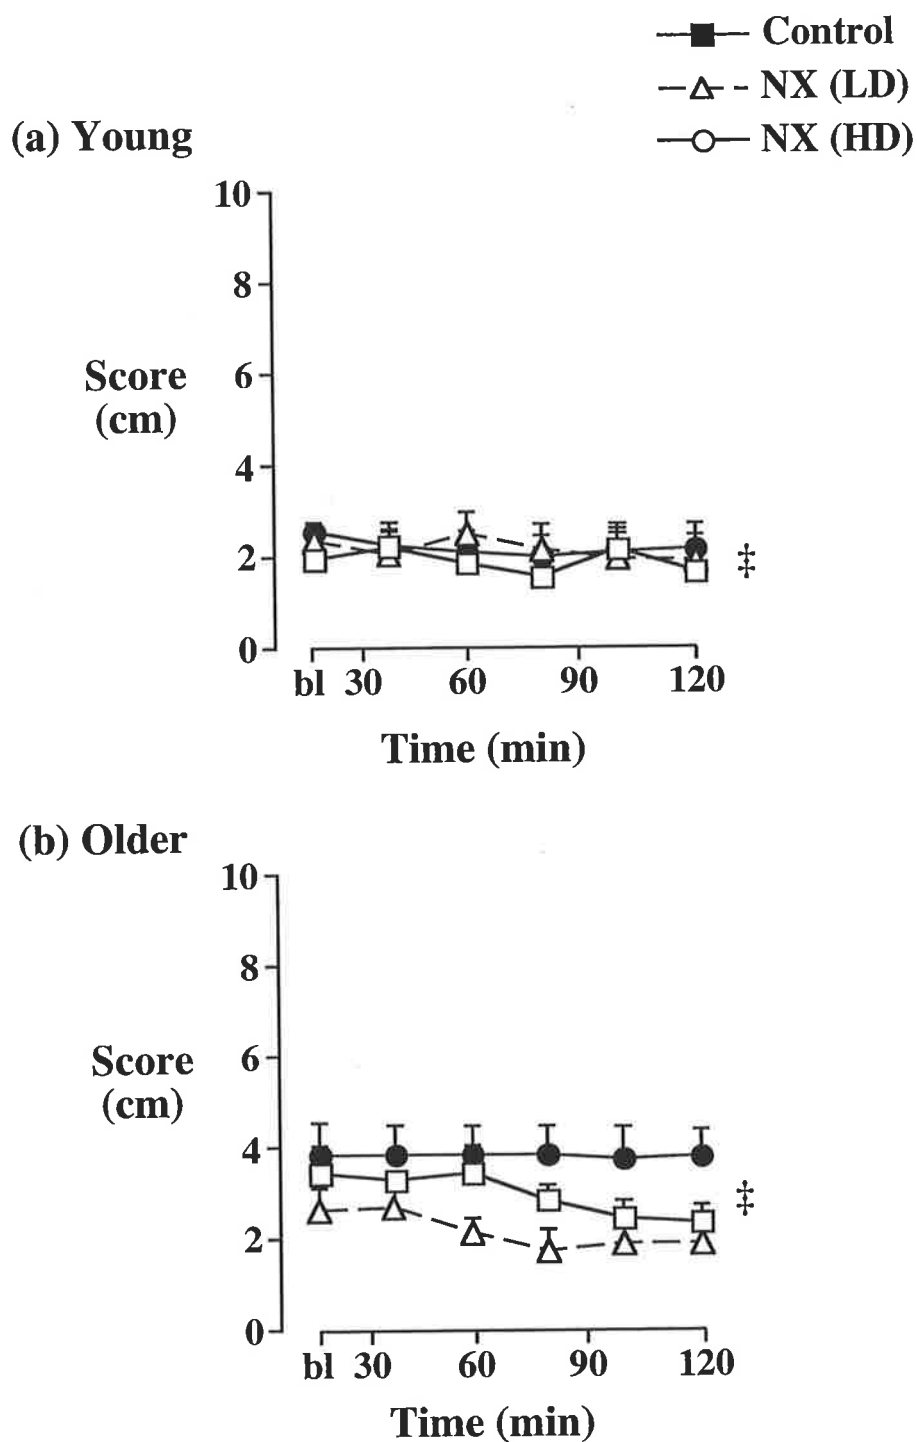 Control
NX (LD)
NX (HD)
(a) Young
10
8
6
4
2
0
Score
(cm)
‡
bl 30 60 90 120
Time (min)
(b) Older
10
8
6
4
2
0
Score
(cm)
‡
bl 30 60 90 120
Time (min)